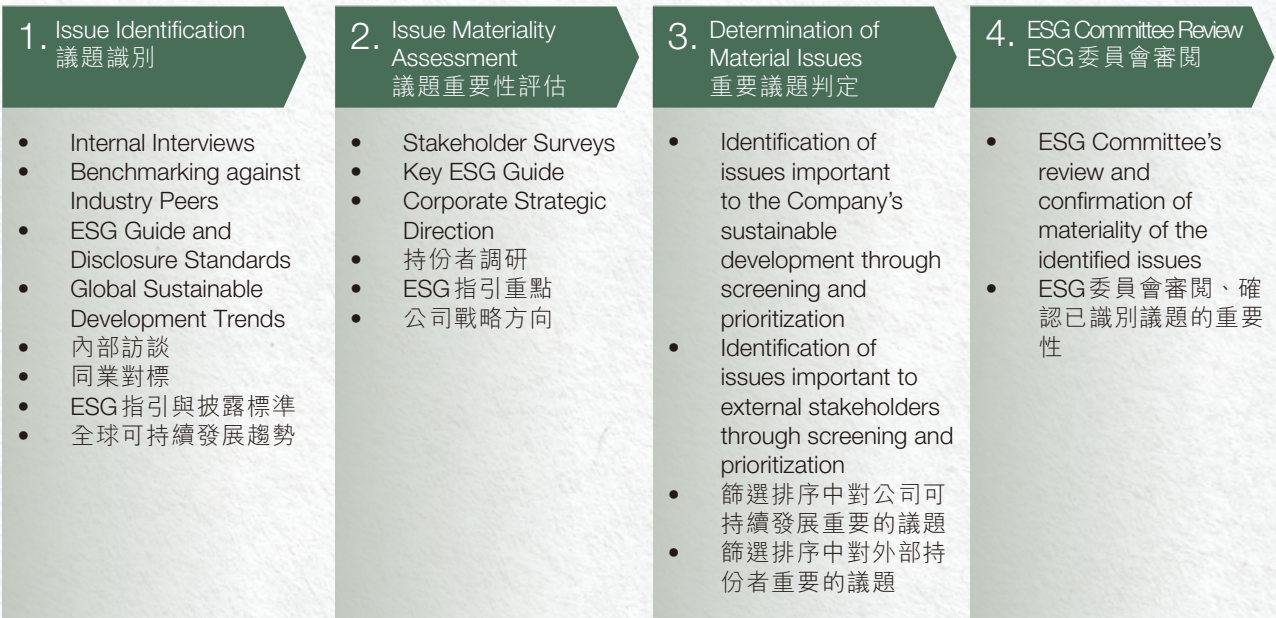 1. Issue Identification
議題識別
• Internal Interviews
• Benchmarking against
Industry Peers
• ESG Guide and
Disclosure Standards
• Global Sustainable
Development Trends
• 內部訪談
• 同業對標
• ESG指引與披露標準
• 全球可持續發展趨勢
2. Issue Materiality
Assessment
議題重要性評估
• Stakeholder Surveys
• Key ESG Guide
• Corporate Strategic
Direction
• 持份者調研
• ESG指引重點
• 公司戰略方向
3. Determination of
Material Issues
重要議題判定
• Identification of
issues important
to the Company’s
sustainable
development through
screening and
prioritization
• Identification of
issues important to
external stakeholders
through screening and
prioritization
• 篩選排序中對公司可
持續發展重要的議題
• 篩選排序中對外部持
份者重要的議題
4. ESG Committee Review
ESG委員會審閱
• ESG Committee’s
review and
confirmation of
materiality of the
identified issues
• ESG委員會審閱、確
認已識別議題的重要
性